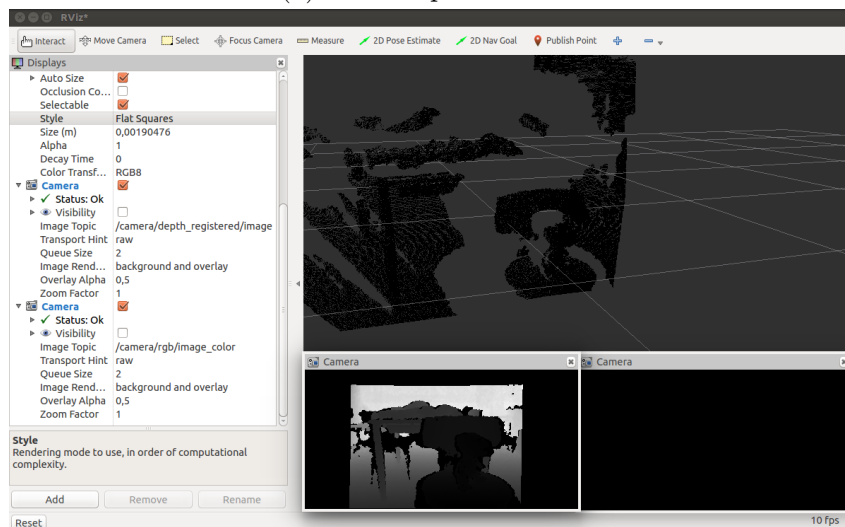 RViz*
Interact Move Camera Select Focus Camera Measure 2D Pose Estimate 2D Nav Goal Publish Point
Displays
Auto Size
Occlusion Co...
Selectable
Style Flat Squares
Size (m) 0,00190476
Alpha 1
Decay Time 0
Color Transf... RGB8
Camera
Status: Ok
Visibility
Image Topic /camera/depth_registered/image
Transport Hint raw
Queue Size 2
Image Rend... background and overlay
Overlay Alpha 0,5
Zoom Factor 1
Camera
Status: Ok
Visibility
Image Topic /camera/rgb/image_color
Transport Hint raw
Queue Size 2
Image Rend... background and overlay
Overlay Alpha 0,5
Zoom Factor 1
Style
Rendering mode to use, in order of computational
complexity.
Add Remove Rename
Reset
Camera
Camera
10 fps